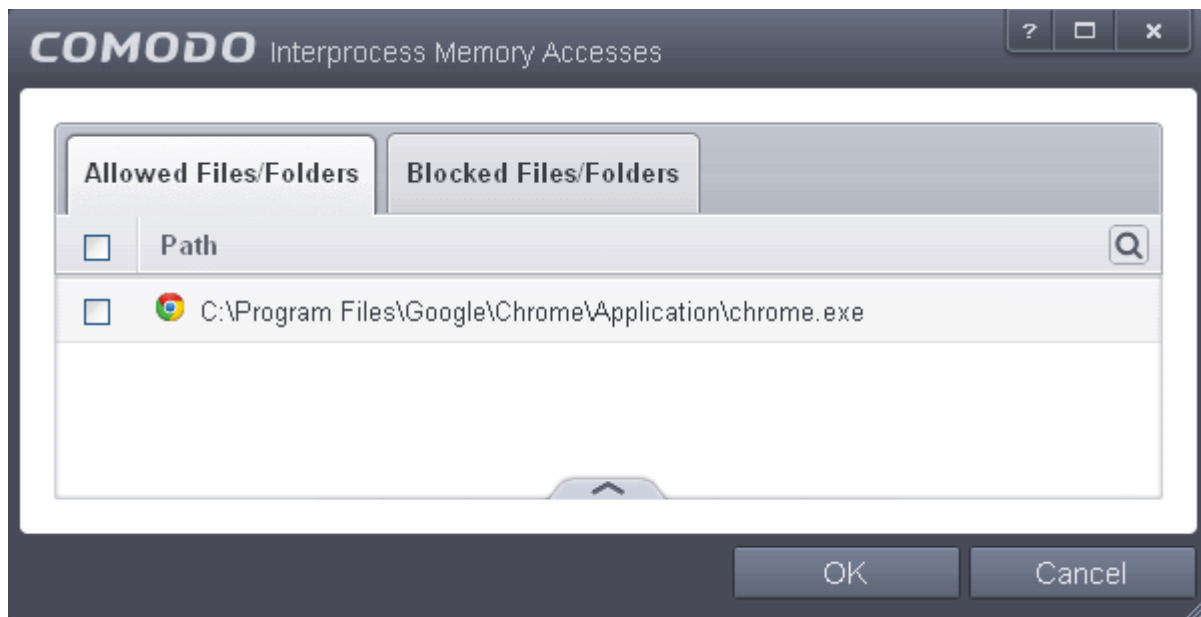 COMODO Interprocess Memory Accesses
?
Allowed Files/Folders Blocked Files/Folders
Path
C:\Program Files\Google\Chrome\Application\chrome.exe
OK Cancel